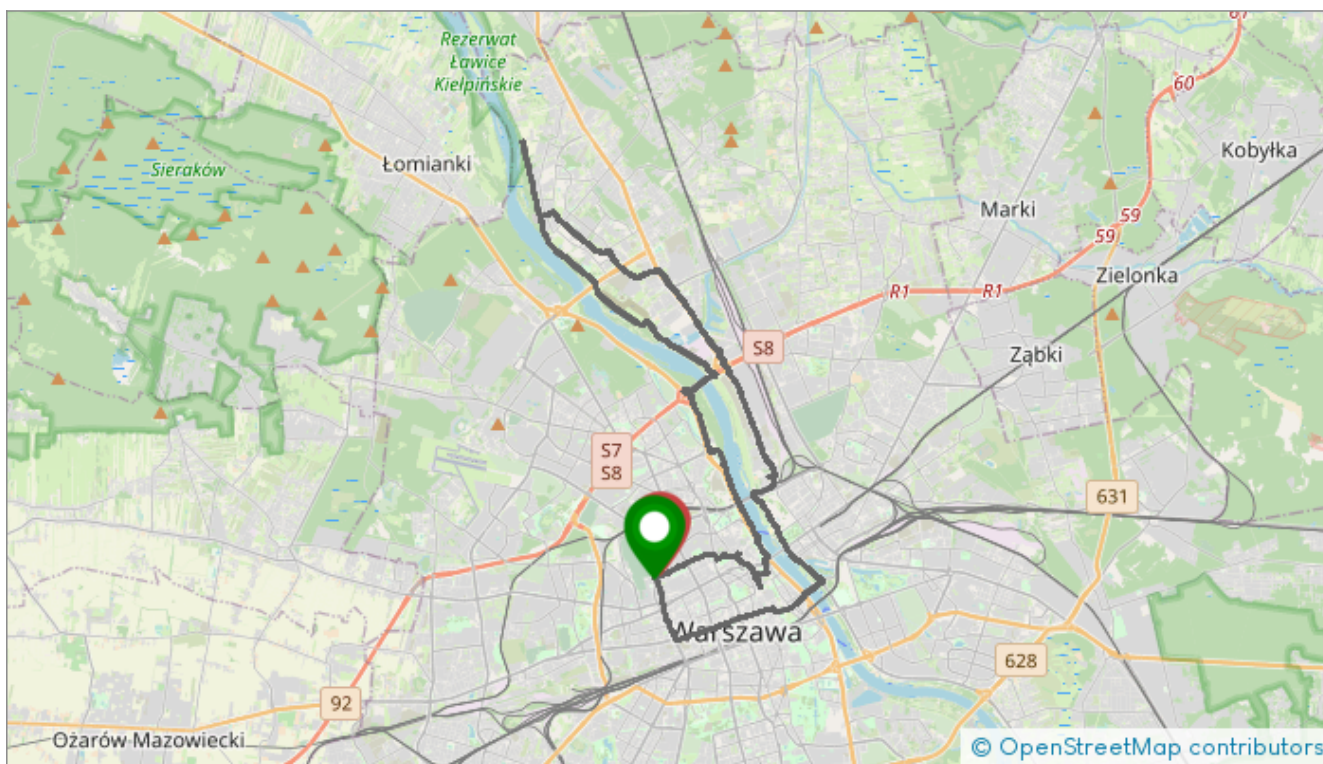 Rezerwat
Ławice
Kiełpińskie
61
60
Łomianki
Kobyłka
Sieraków
Marki
59
59
Zielonka
R1
R1
S8
Ząbki
S7
S8
631
Warszawa
628
92
Ożarów Mazowiecki
© OpenStreetMap contributors